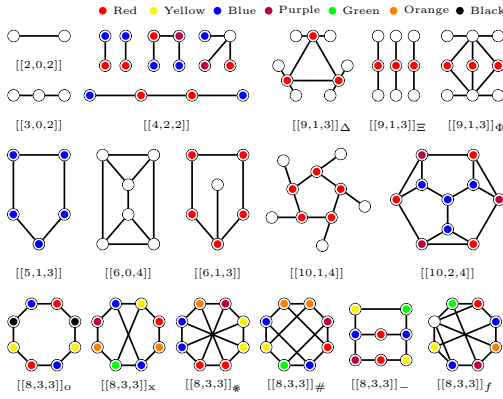 Red Yellow Blue Purple Green Orange Black
[[2,0,2]]
[[3,0,2]] [[4,2,2]] [[9,1,3]]Δ [[9,1,3]]Ξ [[9,1,3]]Φ
[[5,1,3]] [[6,0,4]] [[6,1,3]] [[10,1,4]] [[10,2,4]]
[[8,3,3]]o [[8,3,3]]x [[8,3,3]]⋇ [[8,3,3]]# [[8,3,3]]− [[8,3,3]]f